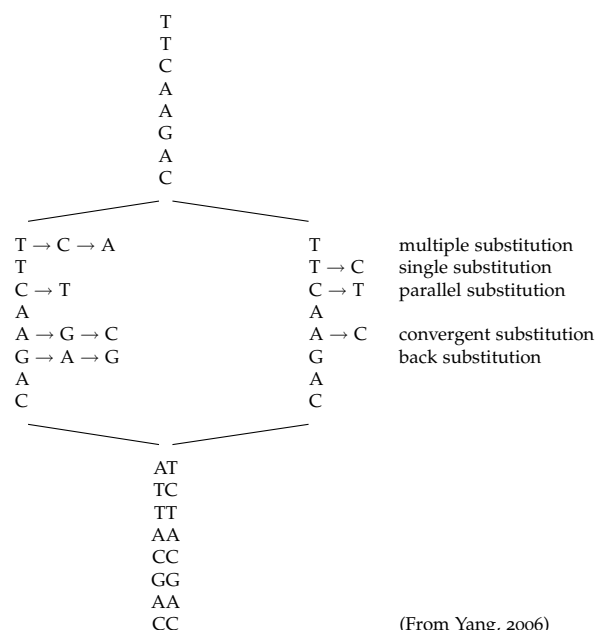 T
T
C
A
A
G
A
C
T → C → A T multiple substitution
T T → C single substitution
C → T C → T parallel substitution
A A
A → G → C A → C convergent substitution
G → A → G G back substitution
A A
C C
AT
TC
TT
AA
CC
GG
AA
CC (From Yang, 2006)